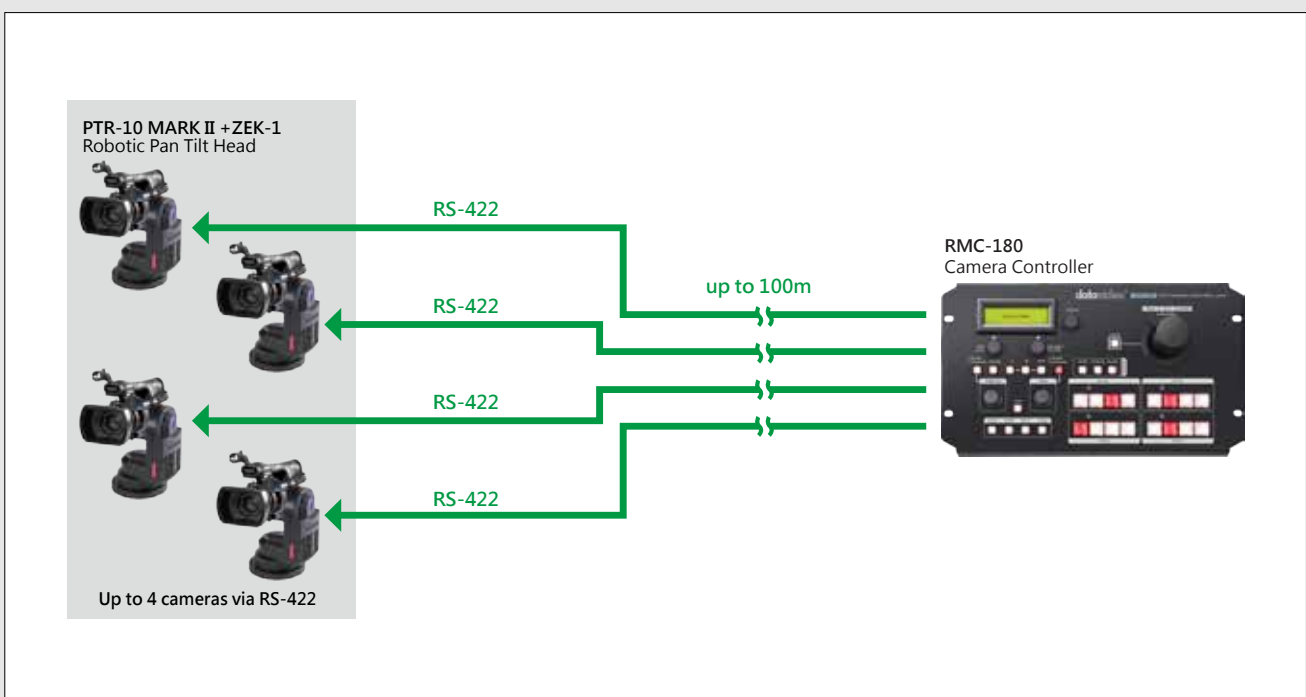 PTR-10 MARK II +ZEK-1
Robotic Pan Tilt Head
RS-422
RS-422
up to 100m
RMC-180
Camera Controller
datavideo
RS-422
RS-422
Up to 4 cameras via RS-422